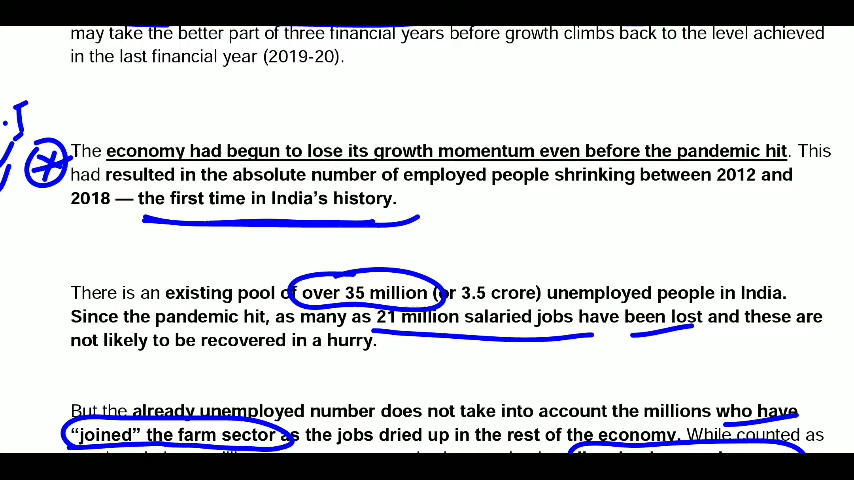 may take the better part of three financial years before growth climbs back to the level achieved
in the last financial year (2019-20).
The economy had begun to lose its growth momentum even before the pandemic hit. This
had resulted in the absolute number of employed people shrinking between 2012 and
2018 — the first time in India's history.
There is an existing pool of over 35 million (or 3.5 crore) unemployed people in India.
Since the pandemic hit, as many as 21 million salaried jobs have been lost and these are
not likely to be recovered in a hurry.
But the already unemployed number does not take into account the millions who have
“joined” the farm sector as the jobs dried up in the rest of the economy. While counted as